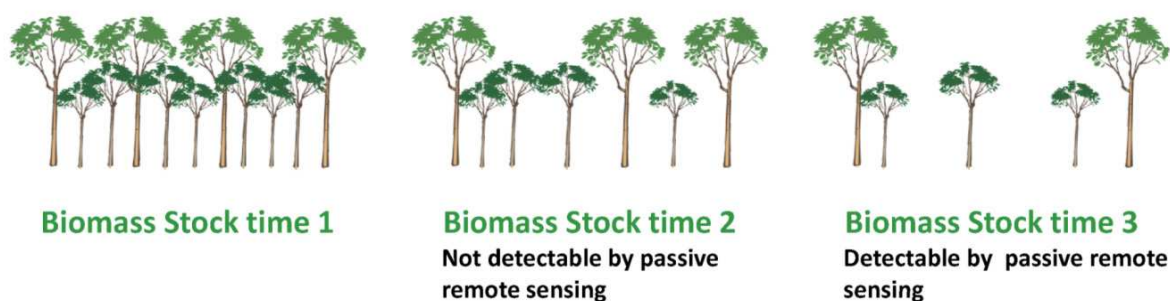 Biomass Stock time 1
Biomass Stock time 2
Not detectable by passive
remote sensing
Biomass Stock time 3
Detectable by passive remote
sensing